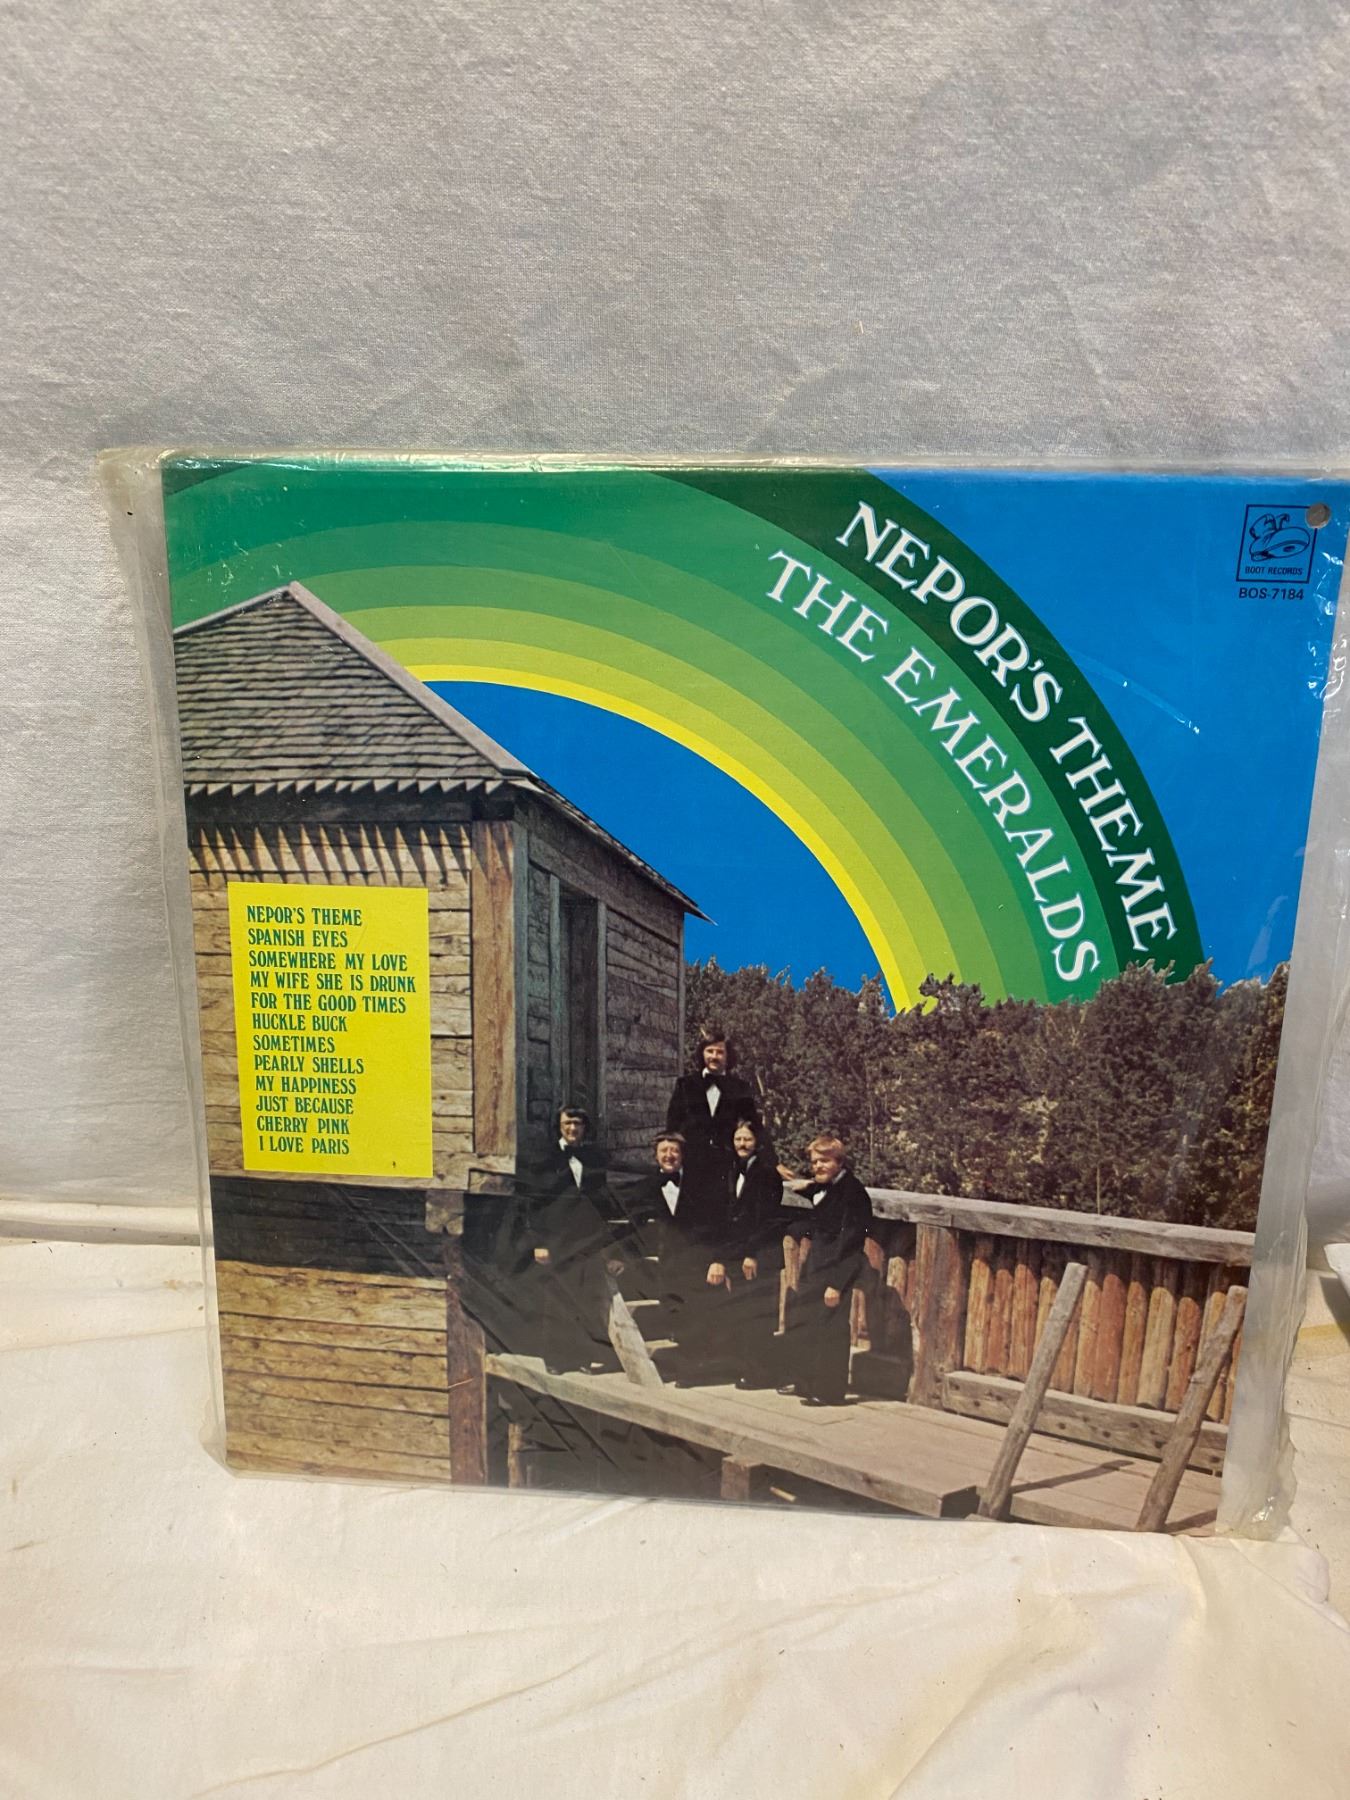 NEPOR'S THEME
THE EMERALDS
BOOT RECORDS
BOS-7184
NEPOR'S THEME
SPANISH EYES
SOMEWHERE MY LOVE
MY WIFE SHE IS DRUNK
FOR THE GOOD TIMES
HUCKLE BUCK
SOMETIMES
PEARLY SHELLS
MY HAPPINESS
JUST BECAUSE
CHERRY PINK
I LOVE PARIS